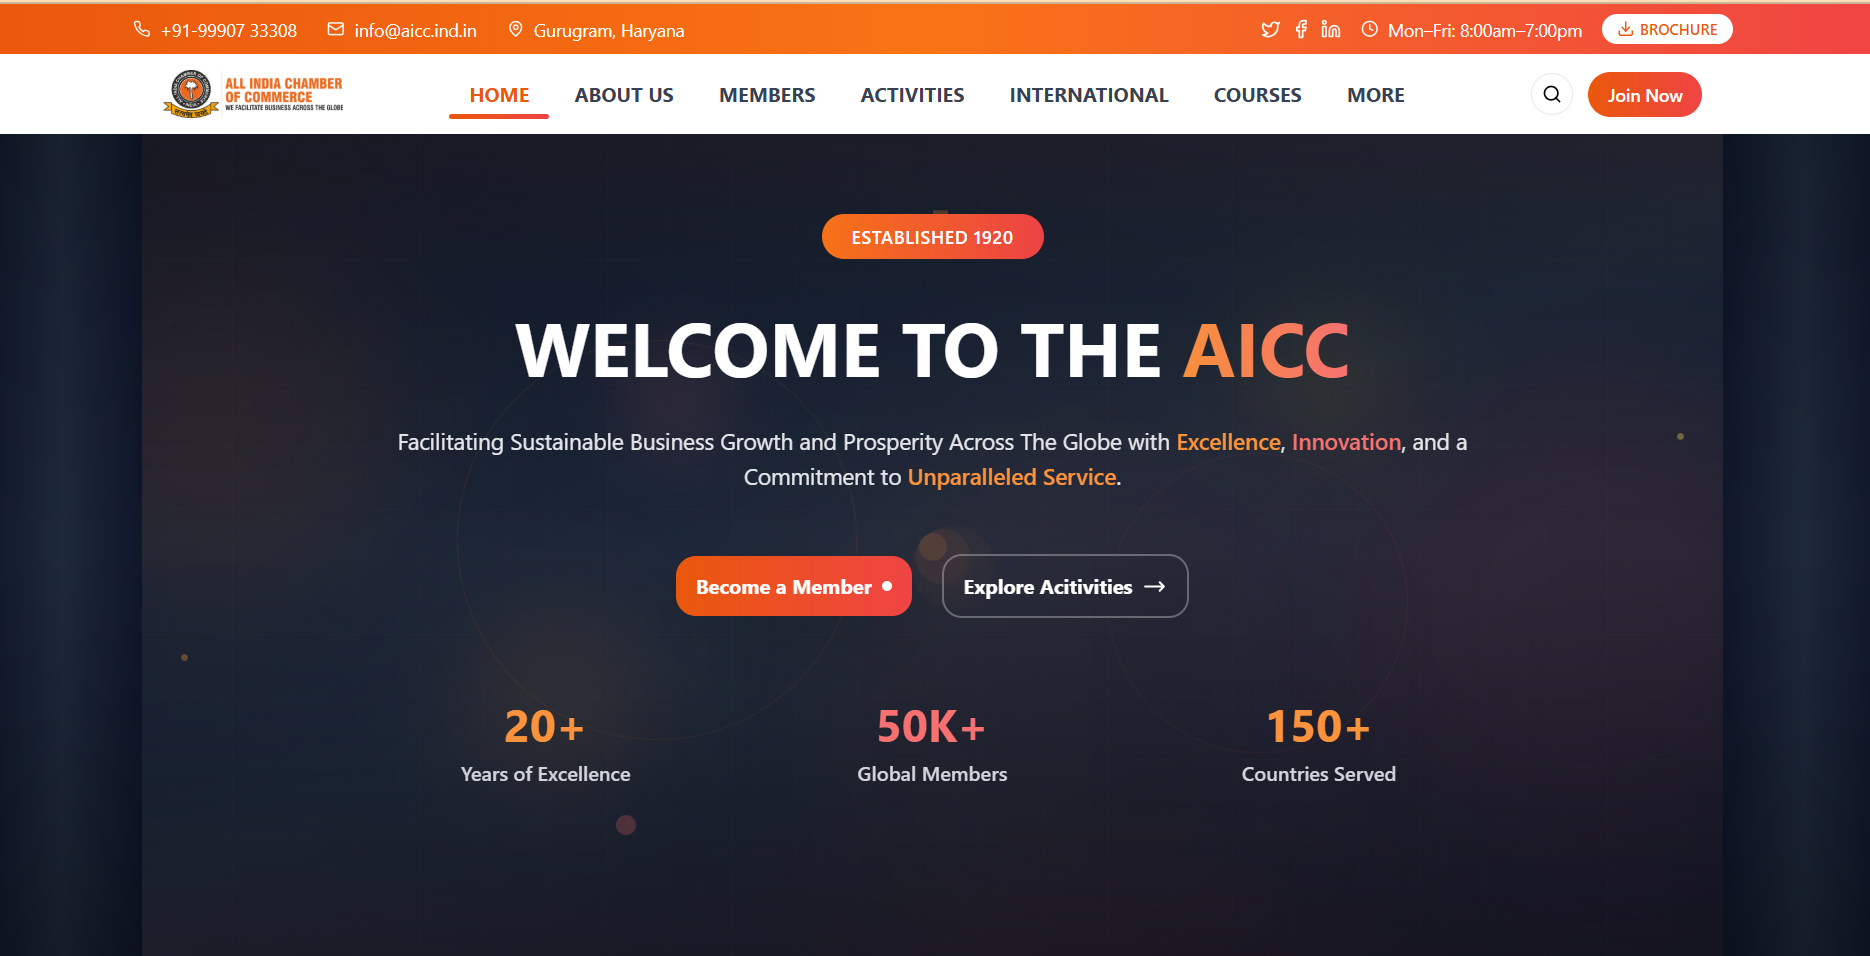 +91-99907 33308
info@aicc.ind.in
Gurugram, Haryana
Mon–Fri: 8:00am–7:00pm
BROCHURE
ALL INDIA CHAMBER
OF COMMERCE
WE FACILITATE BUSINESS ACROSS THE GLOBE
HOME
ABOUT US
MEMBERS
ACTIVITIES
INTERNATIONAL
COURSES
MORE
Join Now
ESTABLISHED 1920
WELCOME TO THE AICC
Facilitating Sustainable Business Growth and Prosperity Across The Globe with Excellence, Innovation, and a
Commitment to Unparalleled Service.
Become a Member
Explore Acitivities
20+
50K+
150+
Years of Excellence
Global Members
Countries Served